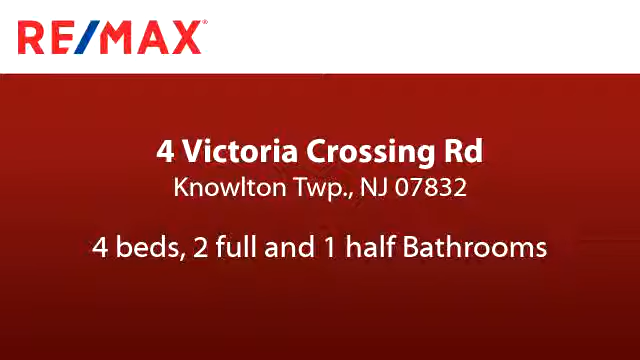 RE/MAX®
4 Victoria Crossing Rd
Knowlton Twp., NJ 07832
4 beds, 2 full and 1 half Bathrooms